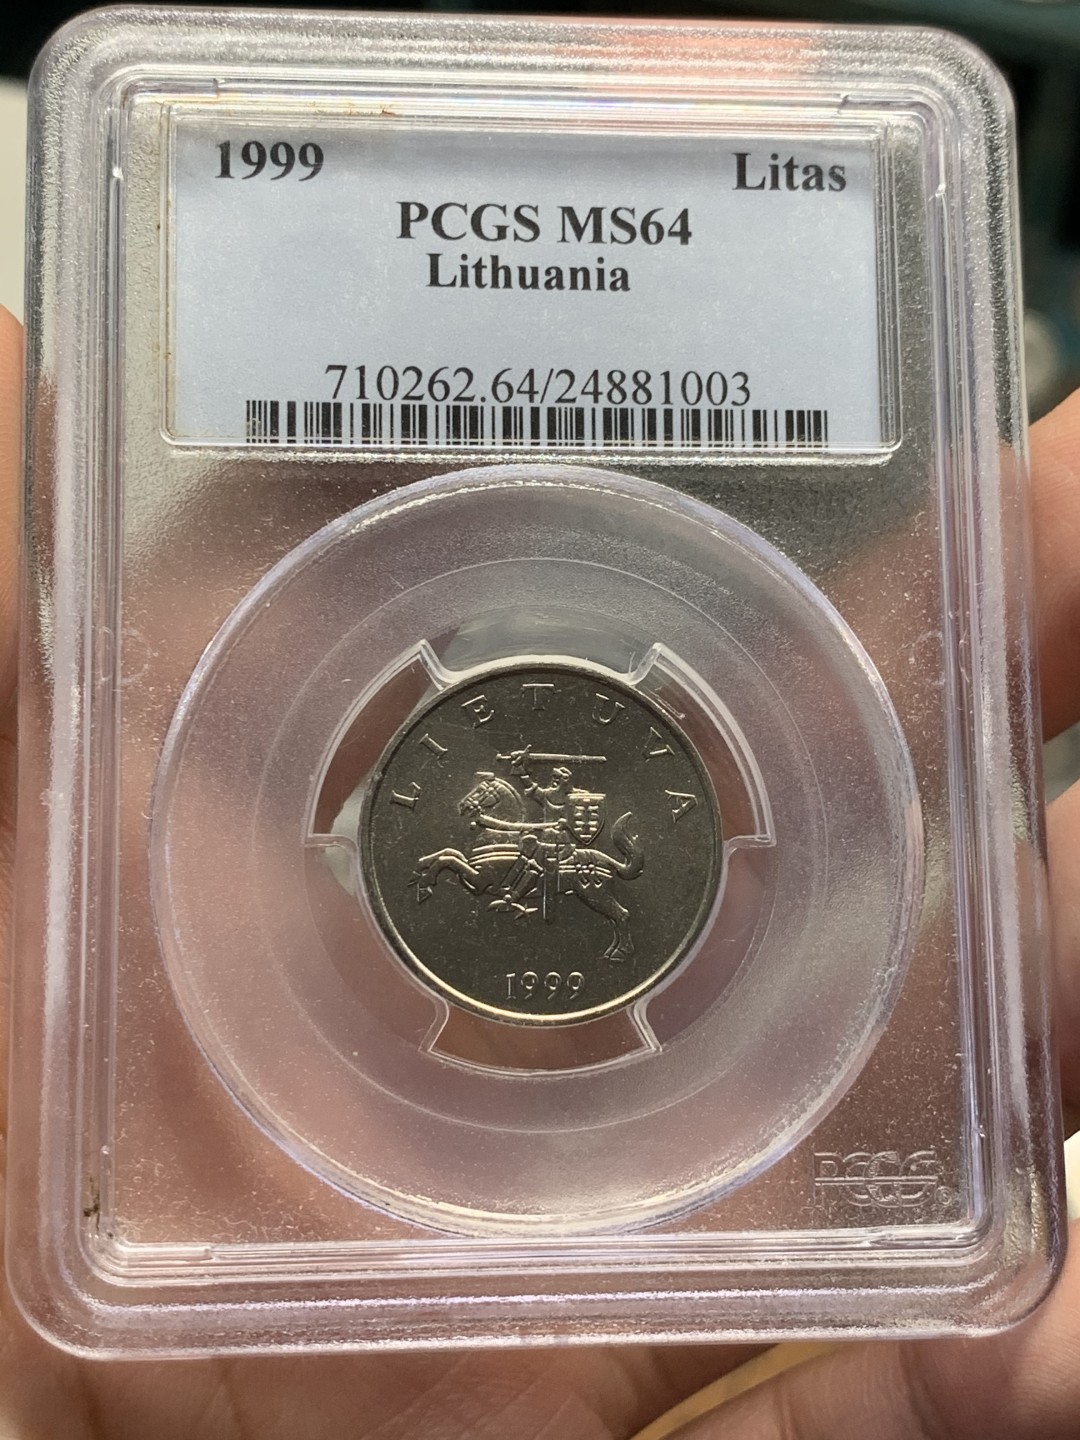 1999 Litas
PCGS MS64
Lithuania
710262.64/24881003
LIETUVA
1999
PCGS